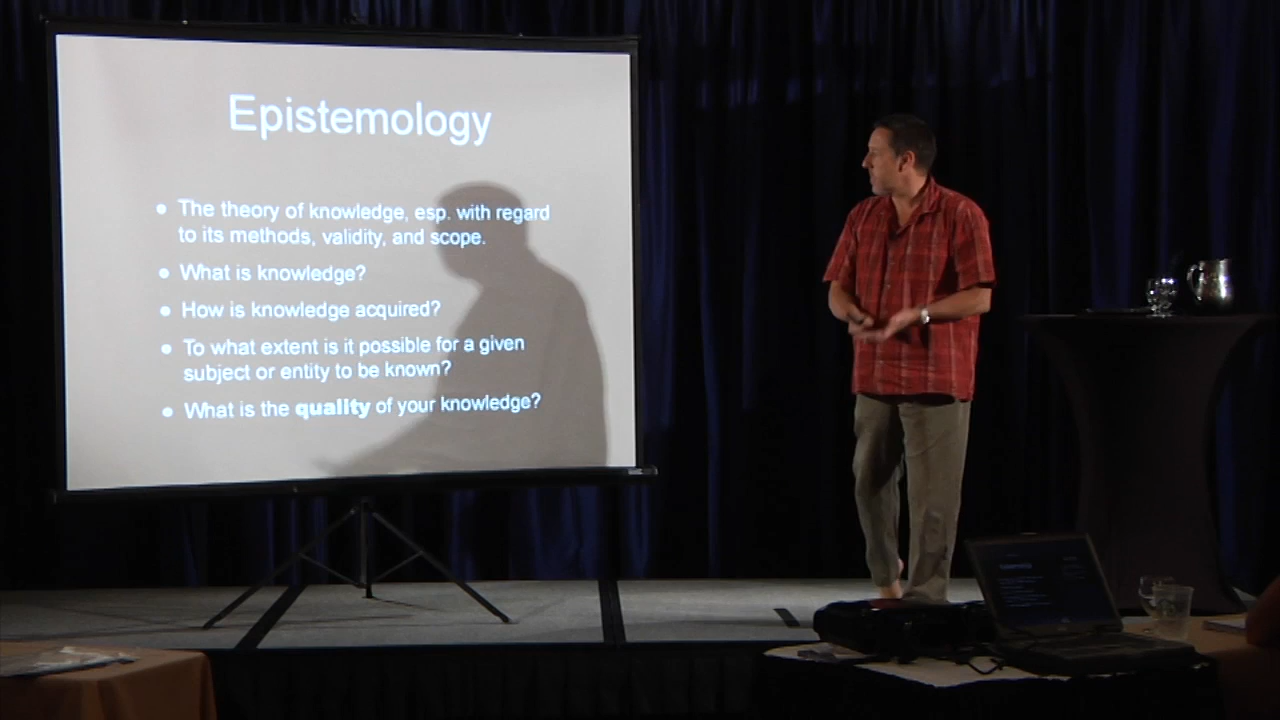 Epistemology
• The theory of knowledge, esp. with regard
to its methods, validity, and scope.
• What is knowledge?
• How is knowledge acquired?
• To what extent is it possible for a given
subject or entity to be known?
• What is the quality of your knowledge?